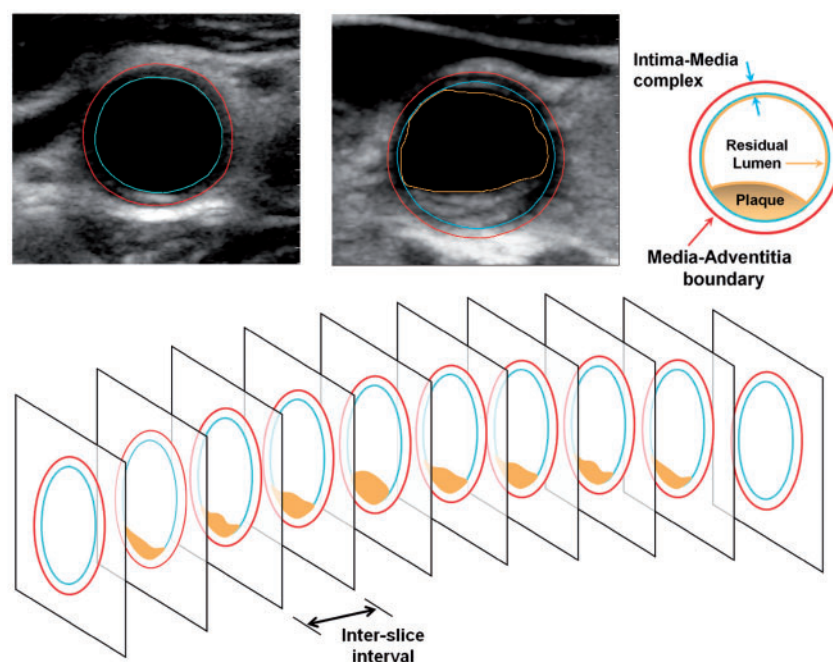 Intima-Media
complex
Residual
Lumen
Plaque
Media-Adventitia
boundary
Inter-slice
interval